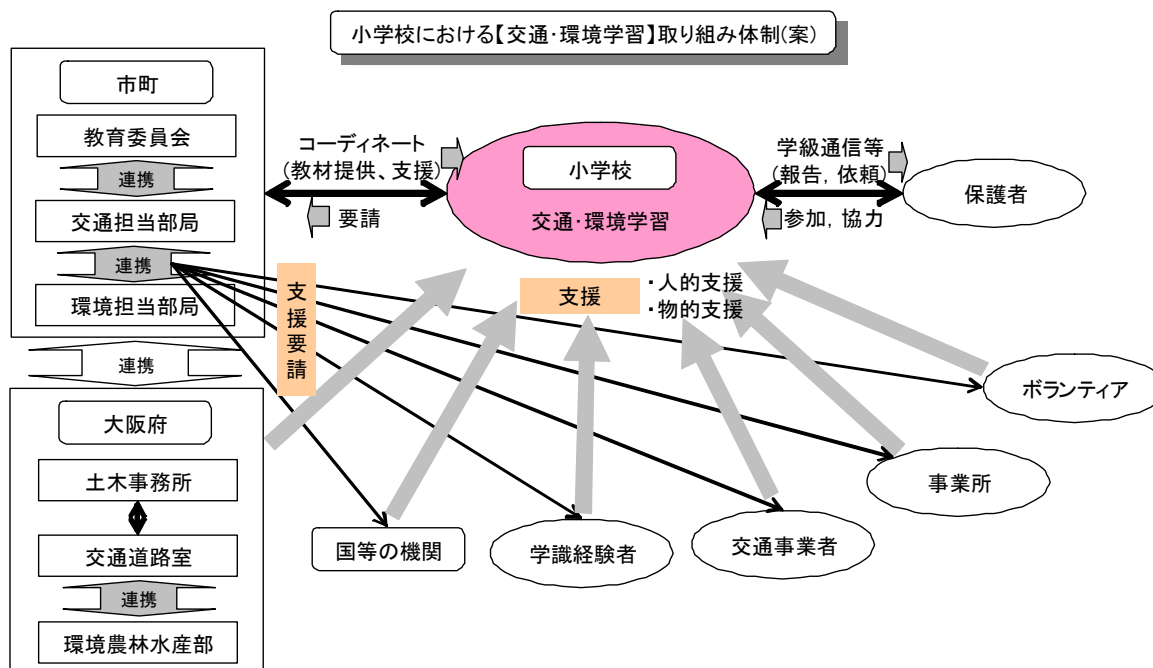 小学校における【交通・環境学習】取り組み体制(案)
市町
教育委員会
連携
交通担当部局
連携
環境担当部局
連携
大阪府
土木事務所
交通道路室
連携
環境農林水産部
コーディネート
(教材提供、支援)
要請
小学校
交通・環境学習
学級通信等
(報告，依頼)
参加，協力
保護者
支援要請
支援
・人的支援
・物的支援
国等の機関
学識経験者
交通事業者
事業所
ボランティア